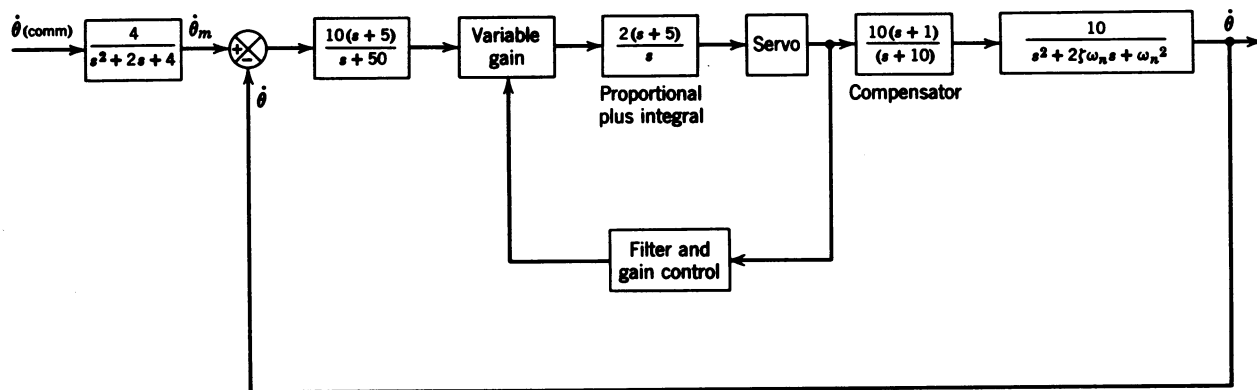 θ̇ (comm)
4
s² + 2s + 4
θ̇m
+
−
θ̇
10(s + 5)
s + 50
Variable
gain
2(s + 5)
s
Proportional
plus integral
Servo
10(s + 1)
(s + 10)
Compensator
10
s² + 2ζωₙs + ωₙ²
θ̇
Filter and
gain control